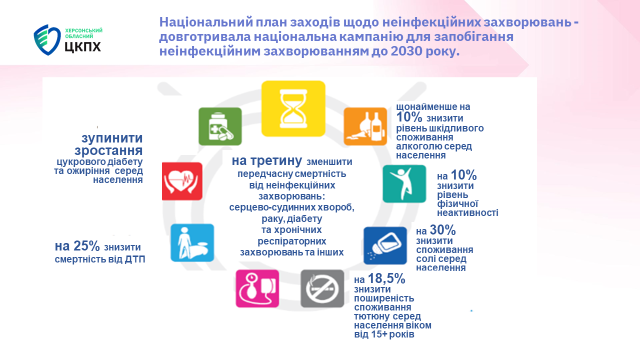 ХЕРСОНСЬКИЙ
ОБЛАСНИЙ
ЦКПХ
Національний план заходів щодо неінфекційних захворювань -
довготривала національна кампанію для запобігання
неінфекційним захворюванням до 2030 року.
зупинити
зростання
цукрового діабету
та ожиріння серед
населення
на 25% знизити
смертність від ДТП
на третину зменшити
передчасну смертність
від неінфекційних
захворювань:
серцево-судинних хвороб,
раку, діабету
та хронічних
респіраторних
захворювань та інших
щонайменше на
10% знизити
рівень шкідливого
споживання
алкоголю серед
населення
на 10%
знизити
рівень
фізичної
неактивності
на 30%
знизити
споживання
солі серед
населення
на 18,5%
знизити
поширеність
споживання
тютюну серед
населення віком
від 15+ років